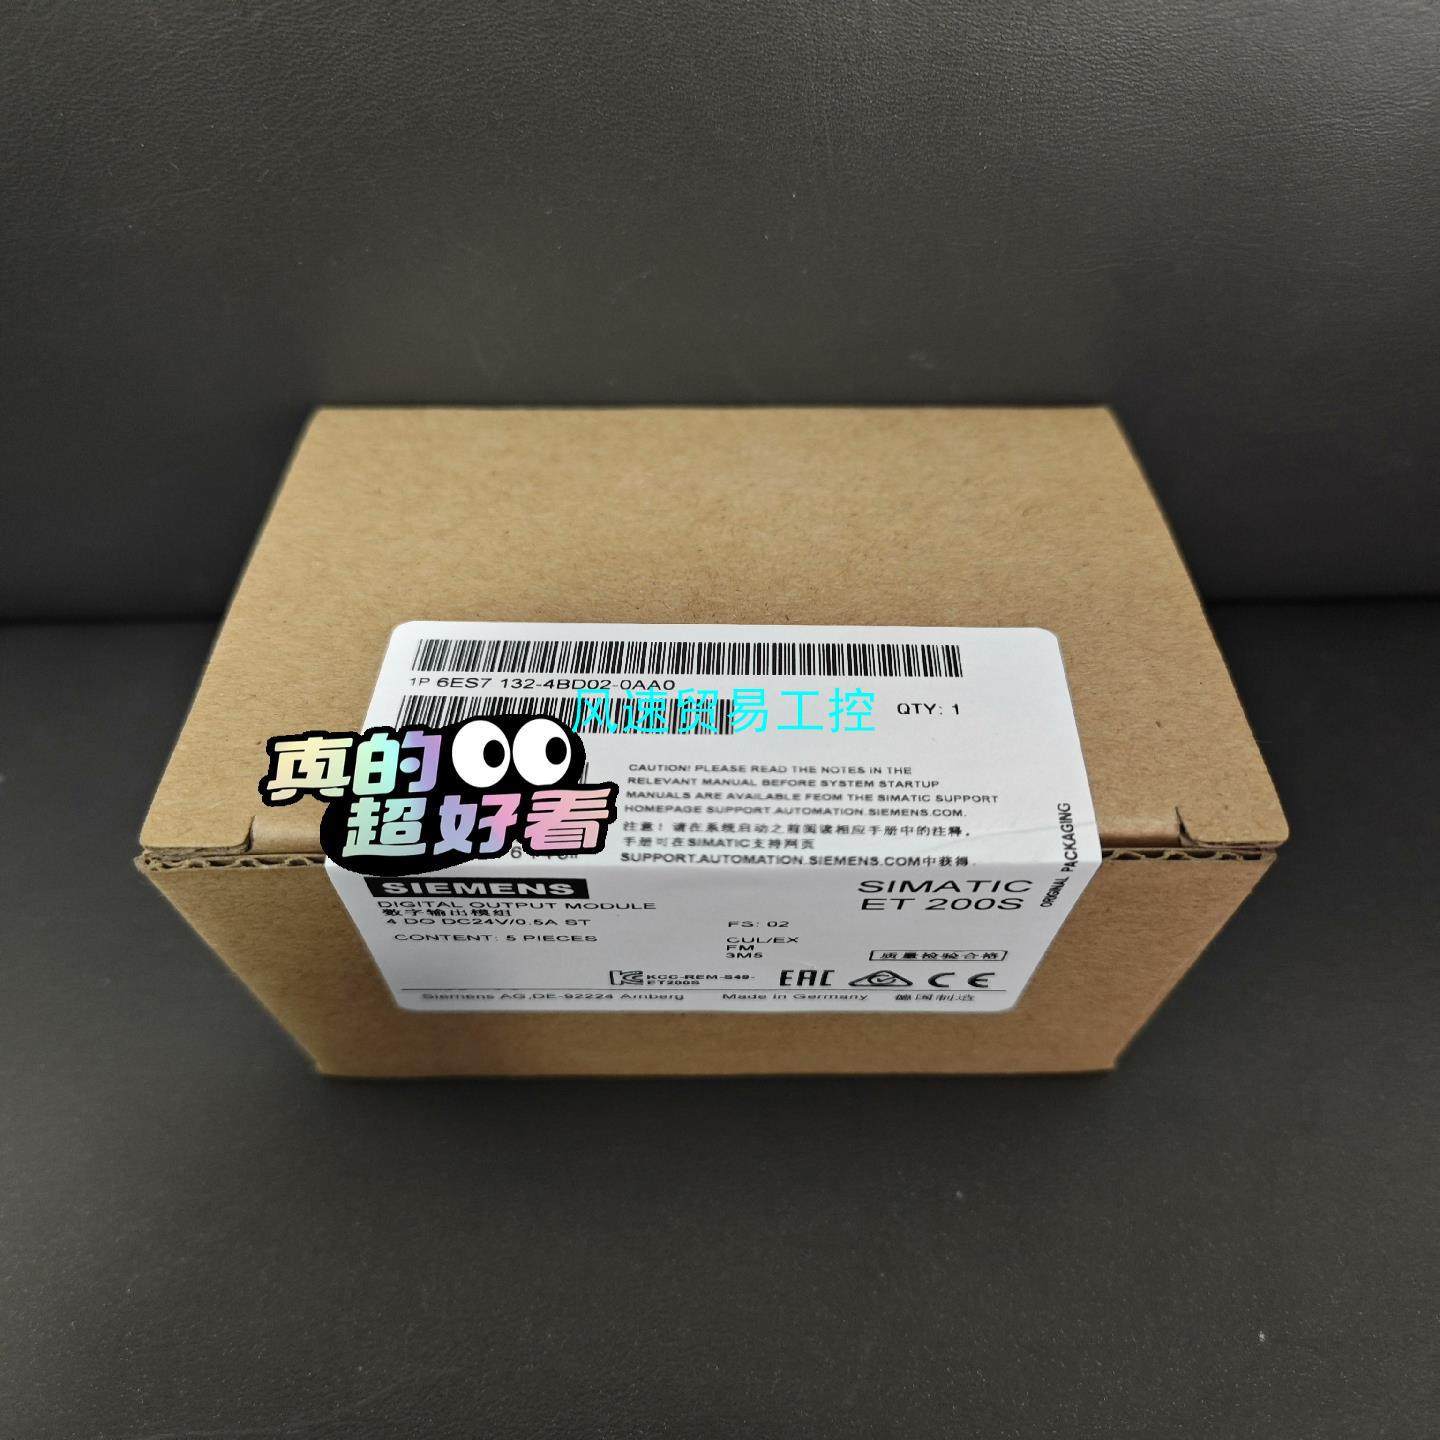 1P 6ES7 132-4BD02-0AA0
风速贸易工控
QTY: 1
真的
超好看
CAUTION! PLEASE READ THE NOTES IN THE
RELEVANT MANUAL BEFORE SYSTEM STARTUP
MANUALS ARE AVAILABLE FEOM THE SIMATIC SUPPORT
HOMEPAGE SUPPORT.AUTOMATION.SIEMENS.COM.
注意！请在系统启动之前阅读相应手册中的注释，
手册可在SIMATIC支持网页
SUPPORT.AUTOMATION.SIEMENS.COM中获得.
ORIGINAL PACKAGING
SIEMENS
SIMATIC
ET 200S
DIGITAL OUTPUT MODULE
数字输出模组
4 DO DC24V/0.5A ST
CONTENT: 5 PIECES
FS: 02
CUL/EX
FM
3M5
质量检验合格
KCC-REM-S49-
ET200S
EAC
CE
Siemens AG,DE-92224 Amberg
Made in Germany
德国制造